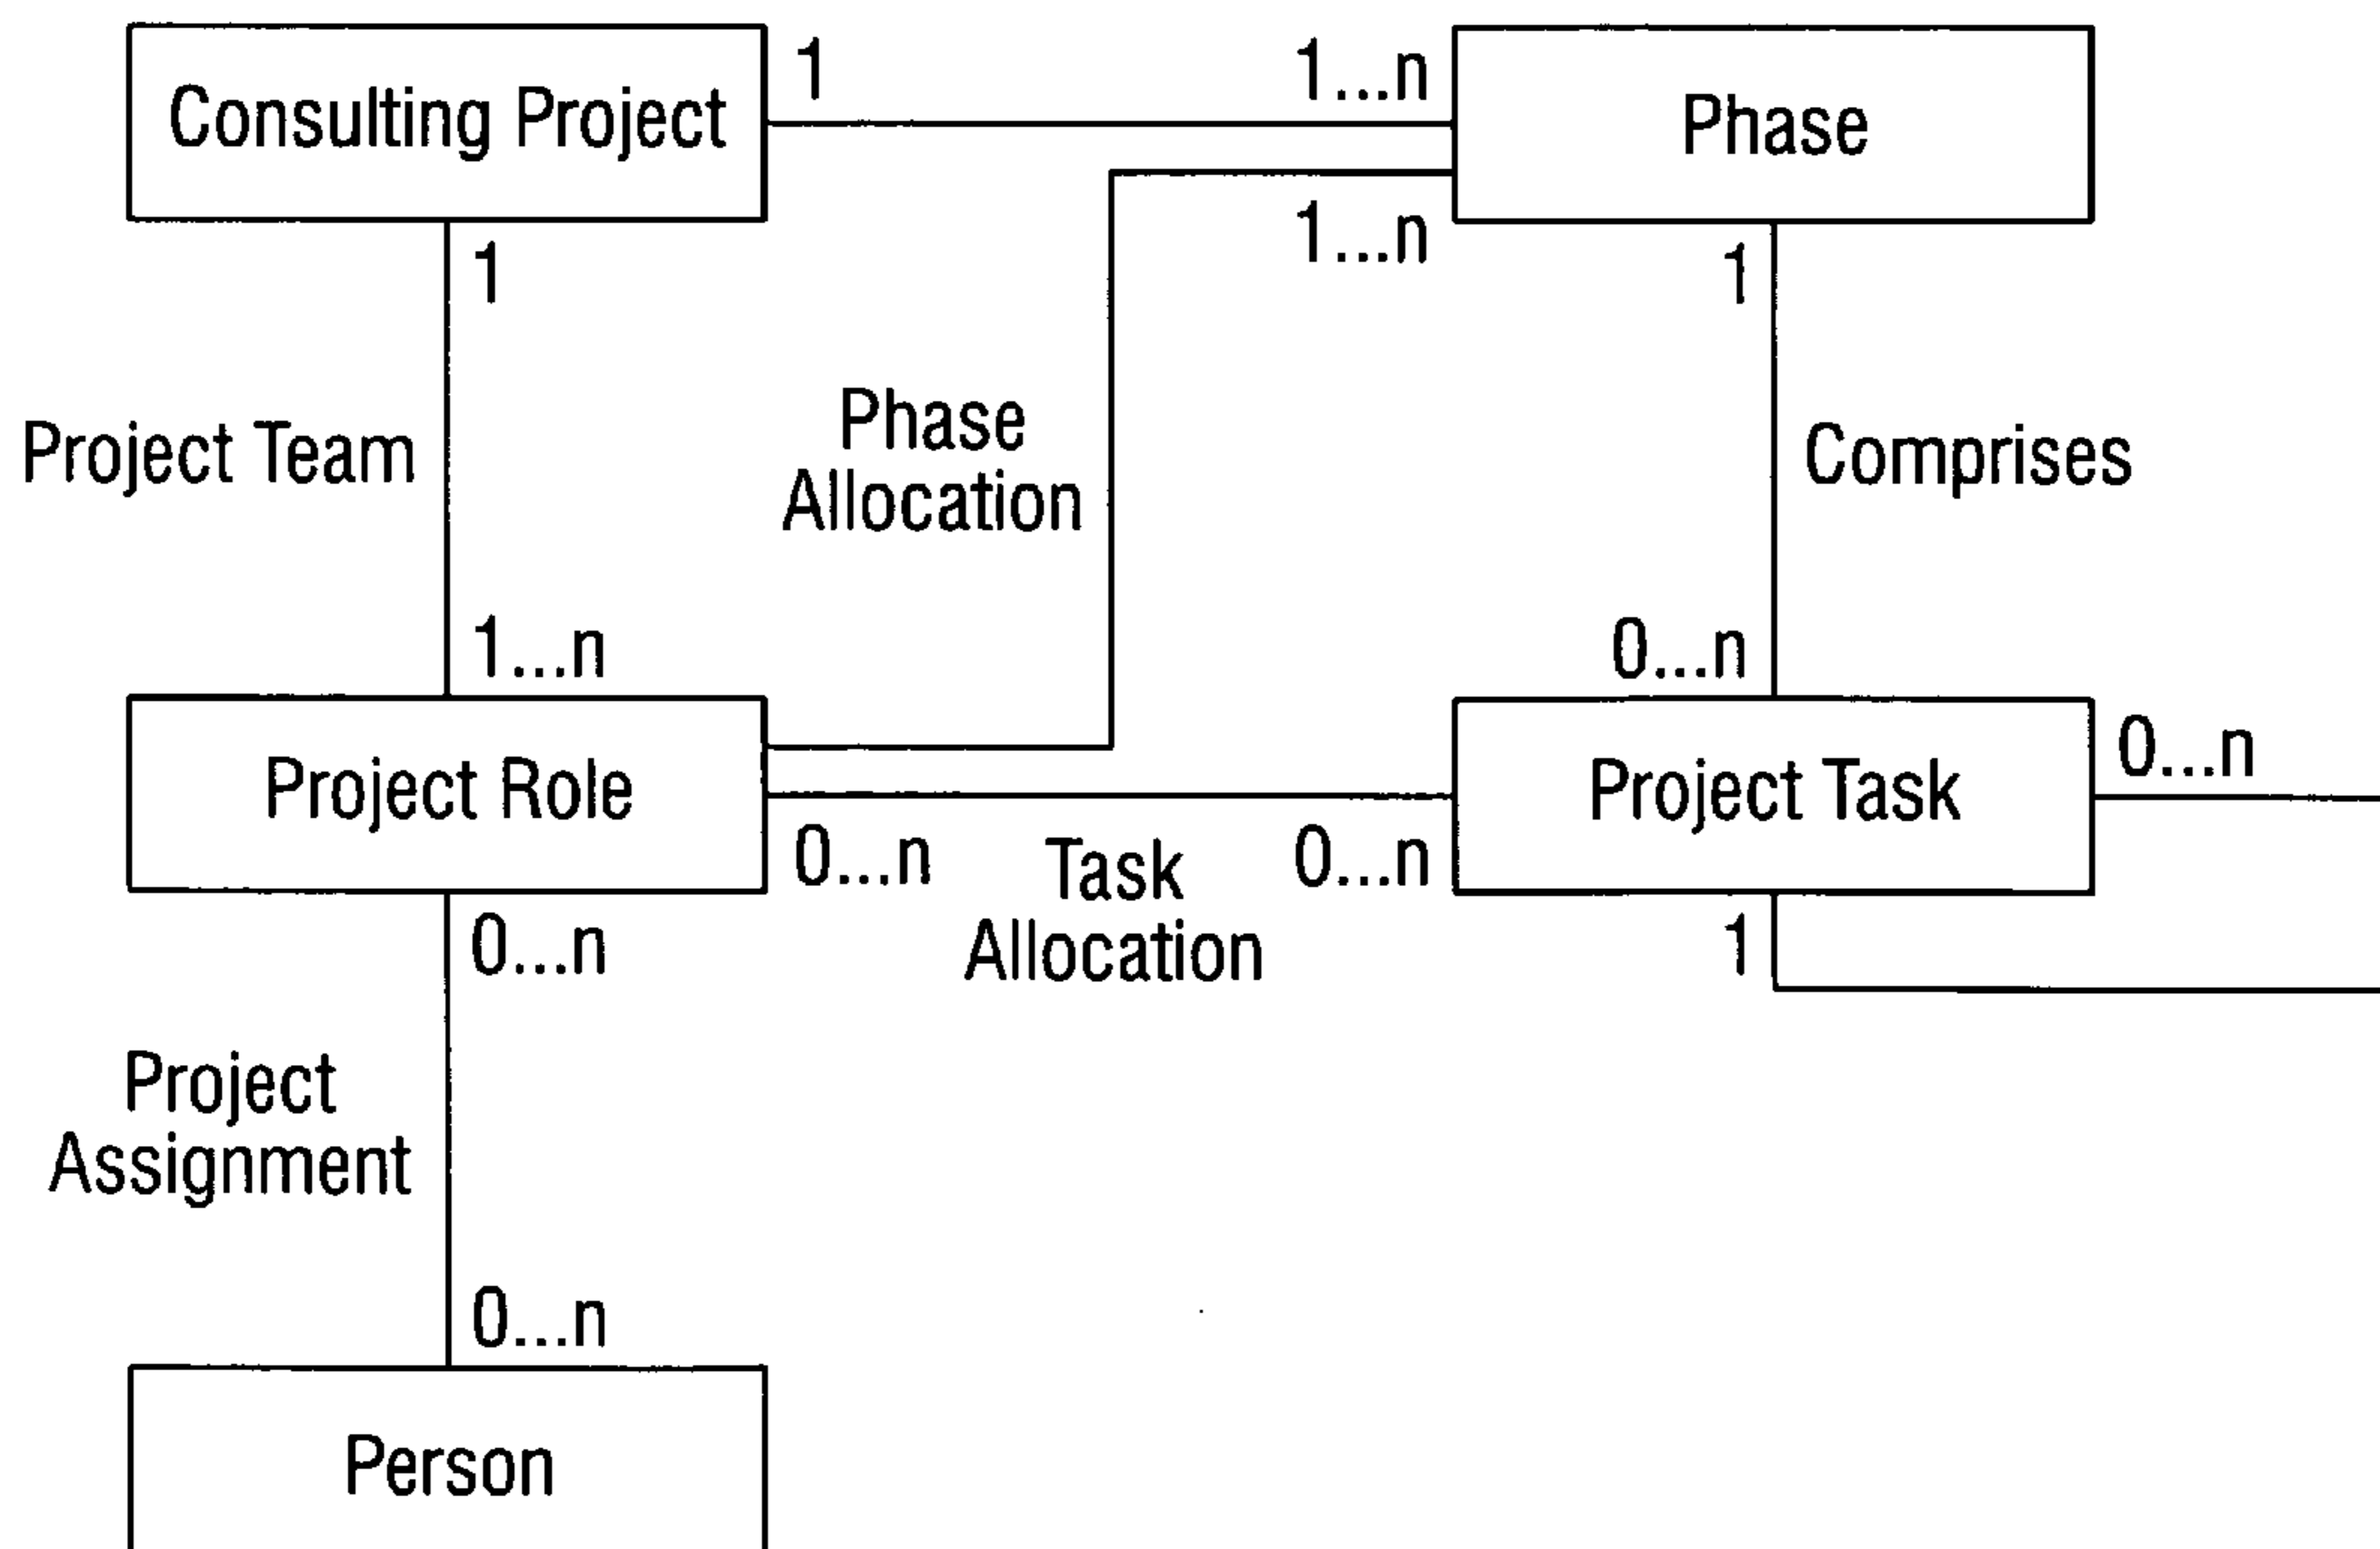 Consulting Project
1
1...n
Phase
1...n
1
1
Project Team
Phase
Allocation
Comprises
1...n
0...n
Project Role
Project Task
0...n
0...n
Task
Allocation
0...n
0...n
1
Project
Assignment
0...n
Person